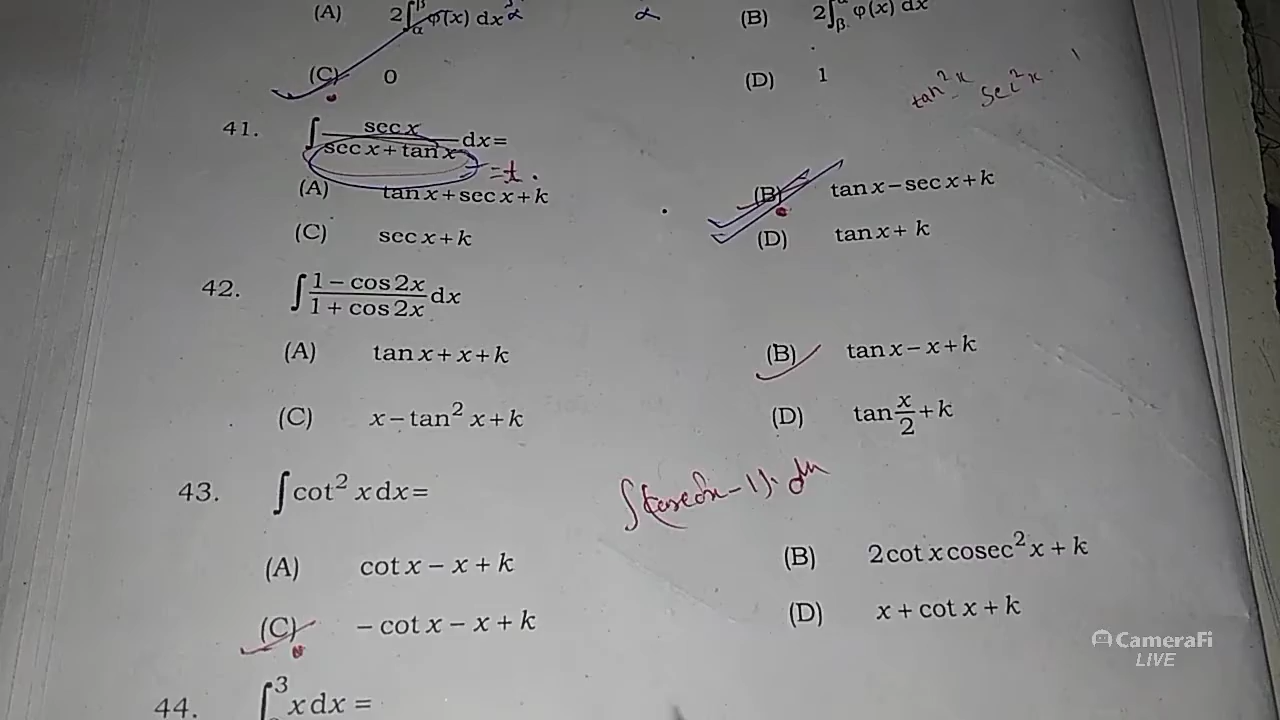 (A) 2∫φ(x) dx α (B) 2∫β φ(x) dx
(C) 0 (D) 1
tan²x sec²x
41. ∫ sec x / sec x + tan x dx =
= t.
(A) tan x + sec x + k (B) tan x − sec x + k
(C) sec x + k (D) tan x + k
42. ∫ 1 − cos 2x / 1 + cos 2x dx
(A) tan x + x + k (B) tan x − x + k
(C) x − tan² x + k (D) tan x/2 + k
43. ∫ cot² x dx =
(A) cot x − x + k (B) 2 cot x cosec² x + k
(C) − cot x − x + k (D) x + cot x + k
CameraFi
LIVE
44. ∫ 3 x dx =